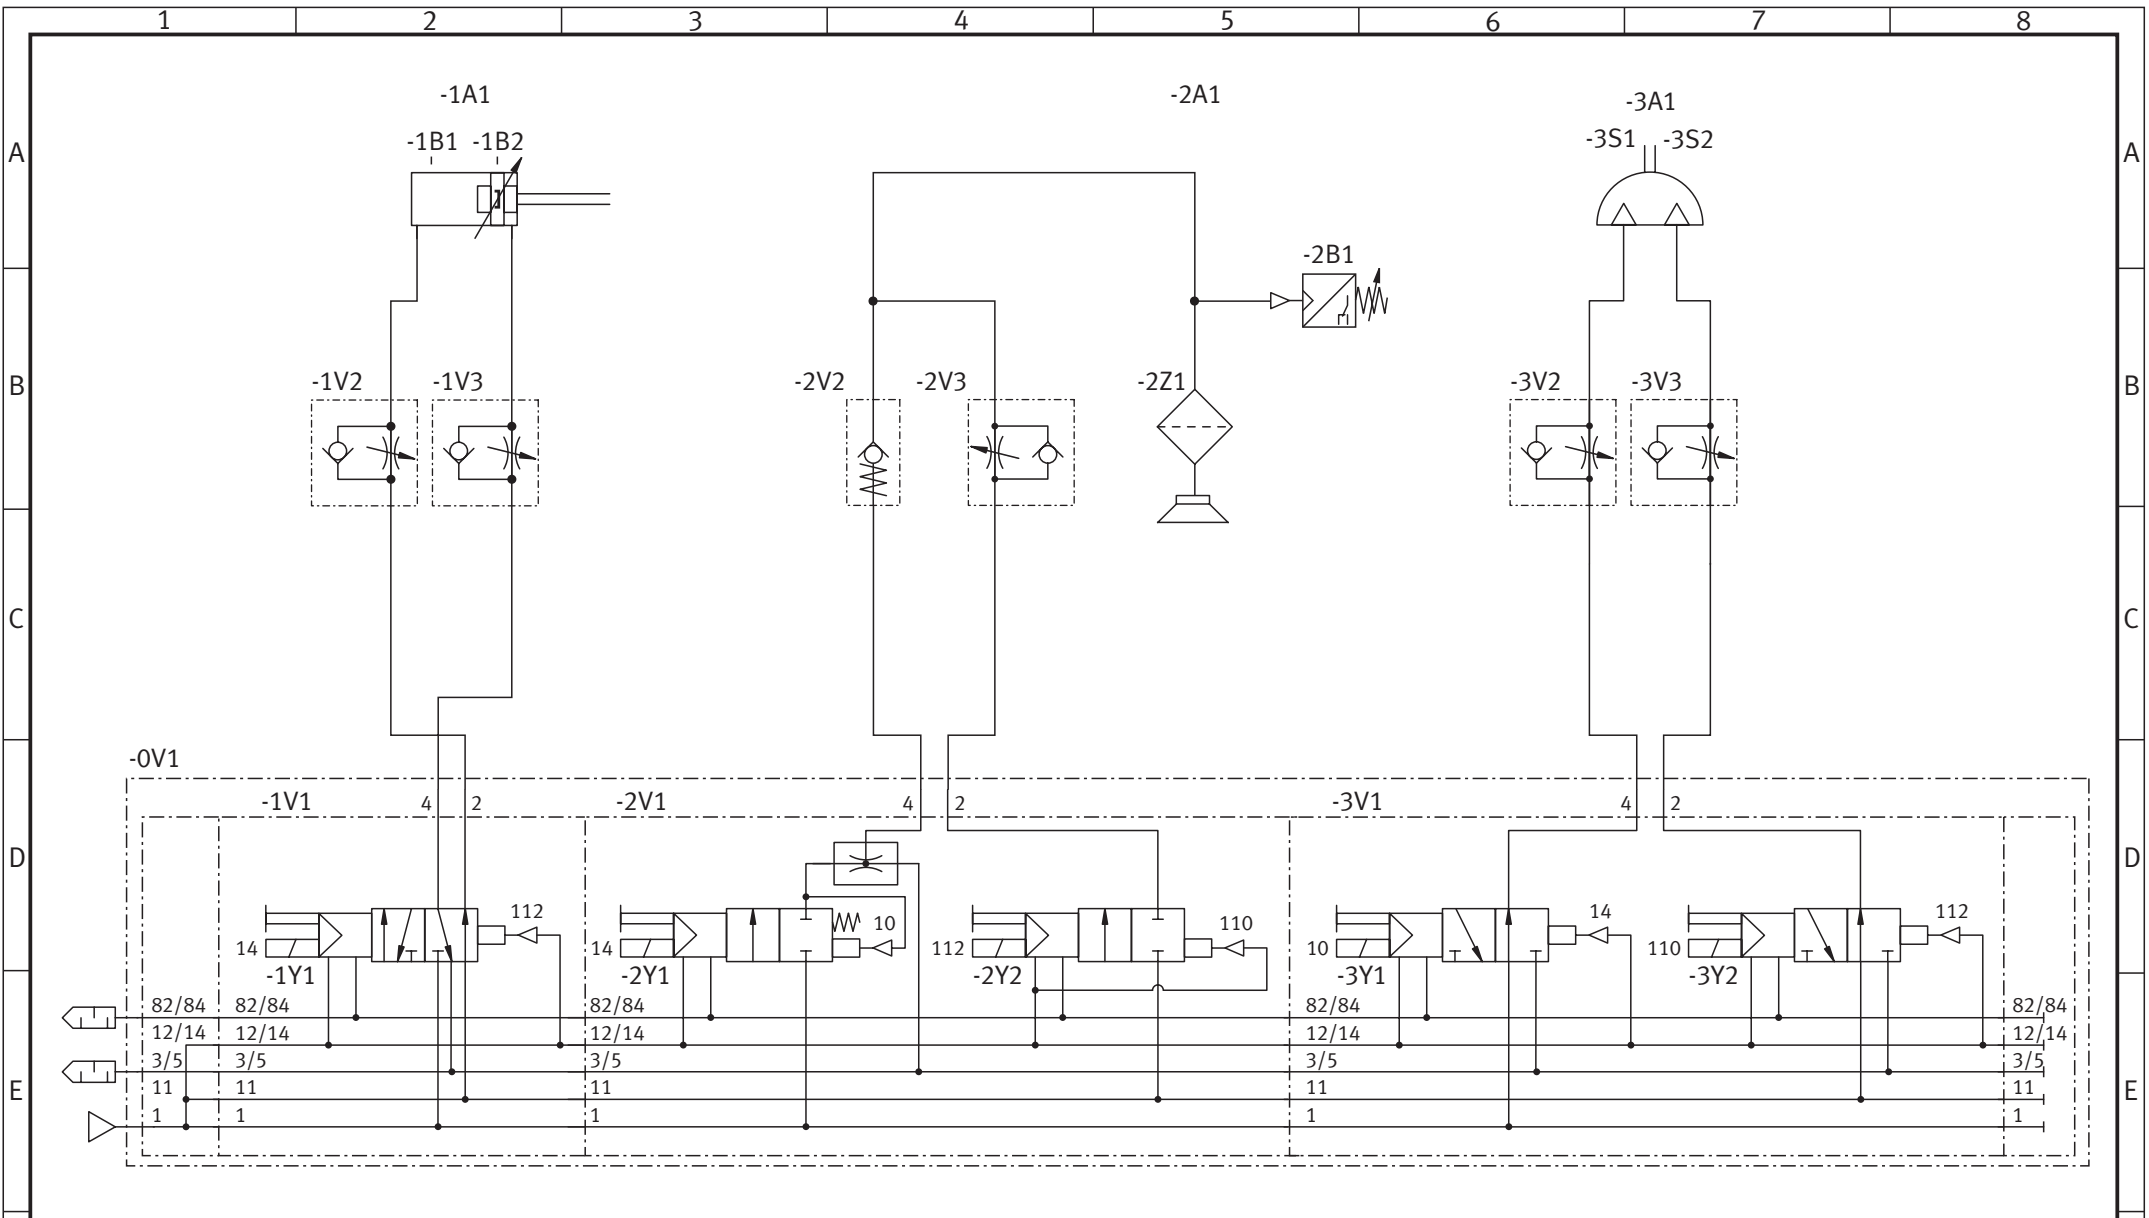 1 2 3 4 5 6 7 8
-1A1 -2A1 -3A1
A -1B1 -1B2 -3S1 -3S2 A
-2B1
B -1V2 -1V3 -2V2 -2V3 -2Z1 -3V2 -3V3 B
C C
-0V1
-1V1 4 2 -2V1 4 2 -3V1 4 2
D D
112 10 110 14 112
14 14 112 10 110
-1Y1 -2Y1 -2Y2 -3Y1 -3Y2
82/84 82/84 82/84 82/84 82/84
12/14 12/14 12/14 12/14 12/14
3/5 3/5 3/5 3/5 3/5
E 11 11 11 11 11 E
1 1 1 1 1